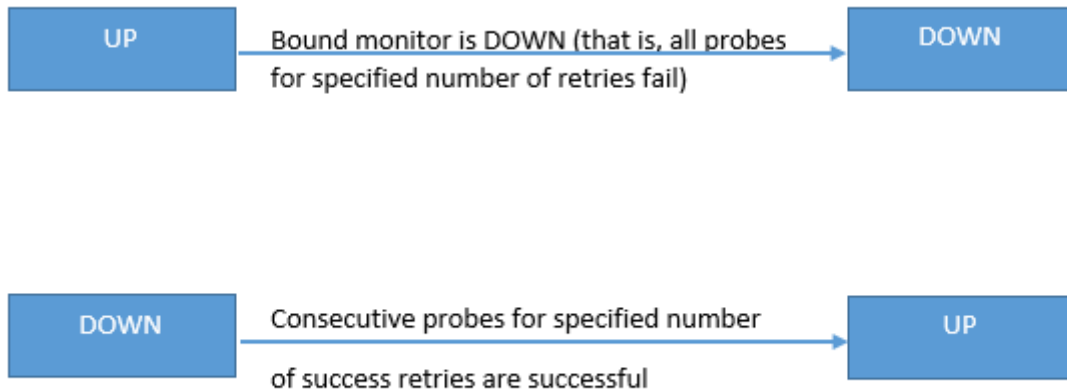 UP
Bound monitor is DOWN (that is, all probes
for specified number of retries fail)
DOWN
DOWN
Consecutive probes for specified number
of success retries are successful
UP